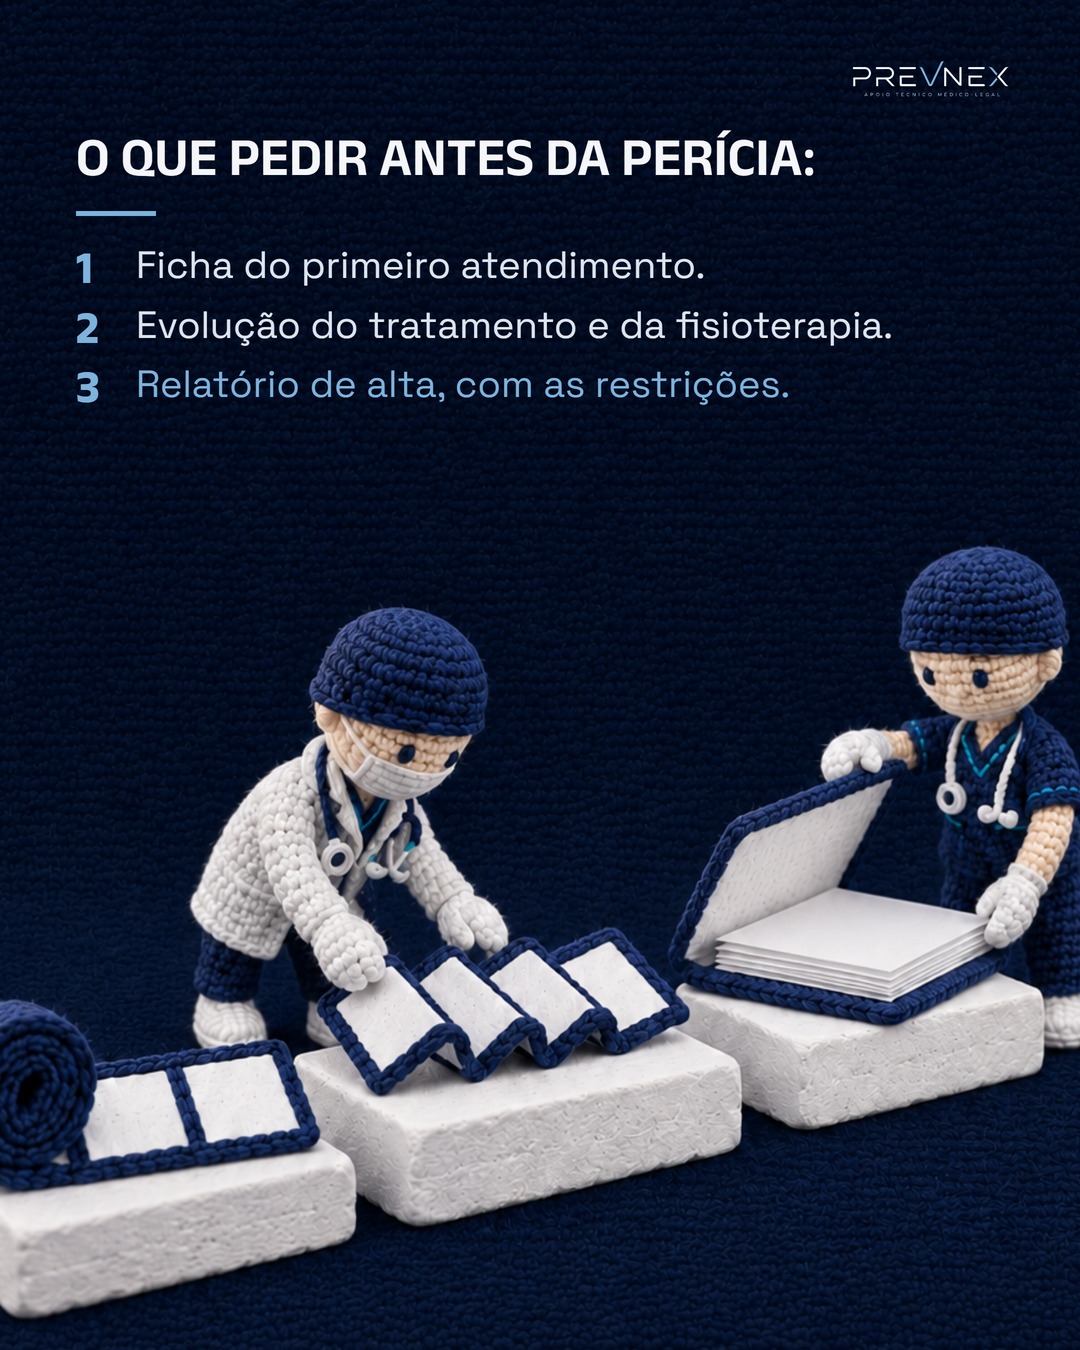 PREVNEX
APOIO TÉCNICO MÉDICO-LEGAL
O QUE PEDIR ANTES DA PERÍCIA:
1 Ficha do primeiro atendimento.
2 Evolução do tratamento e da fisioterapia.
3 Relatório de alta, com as restrições.